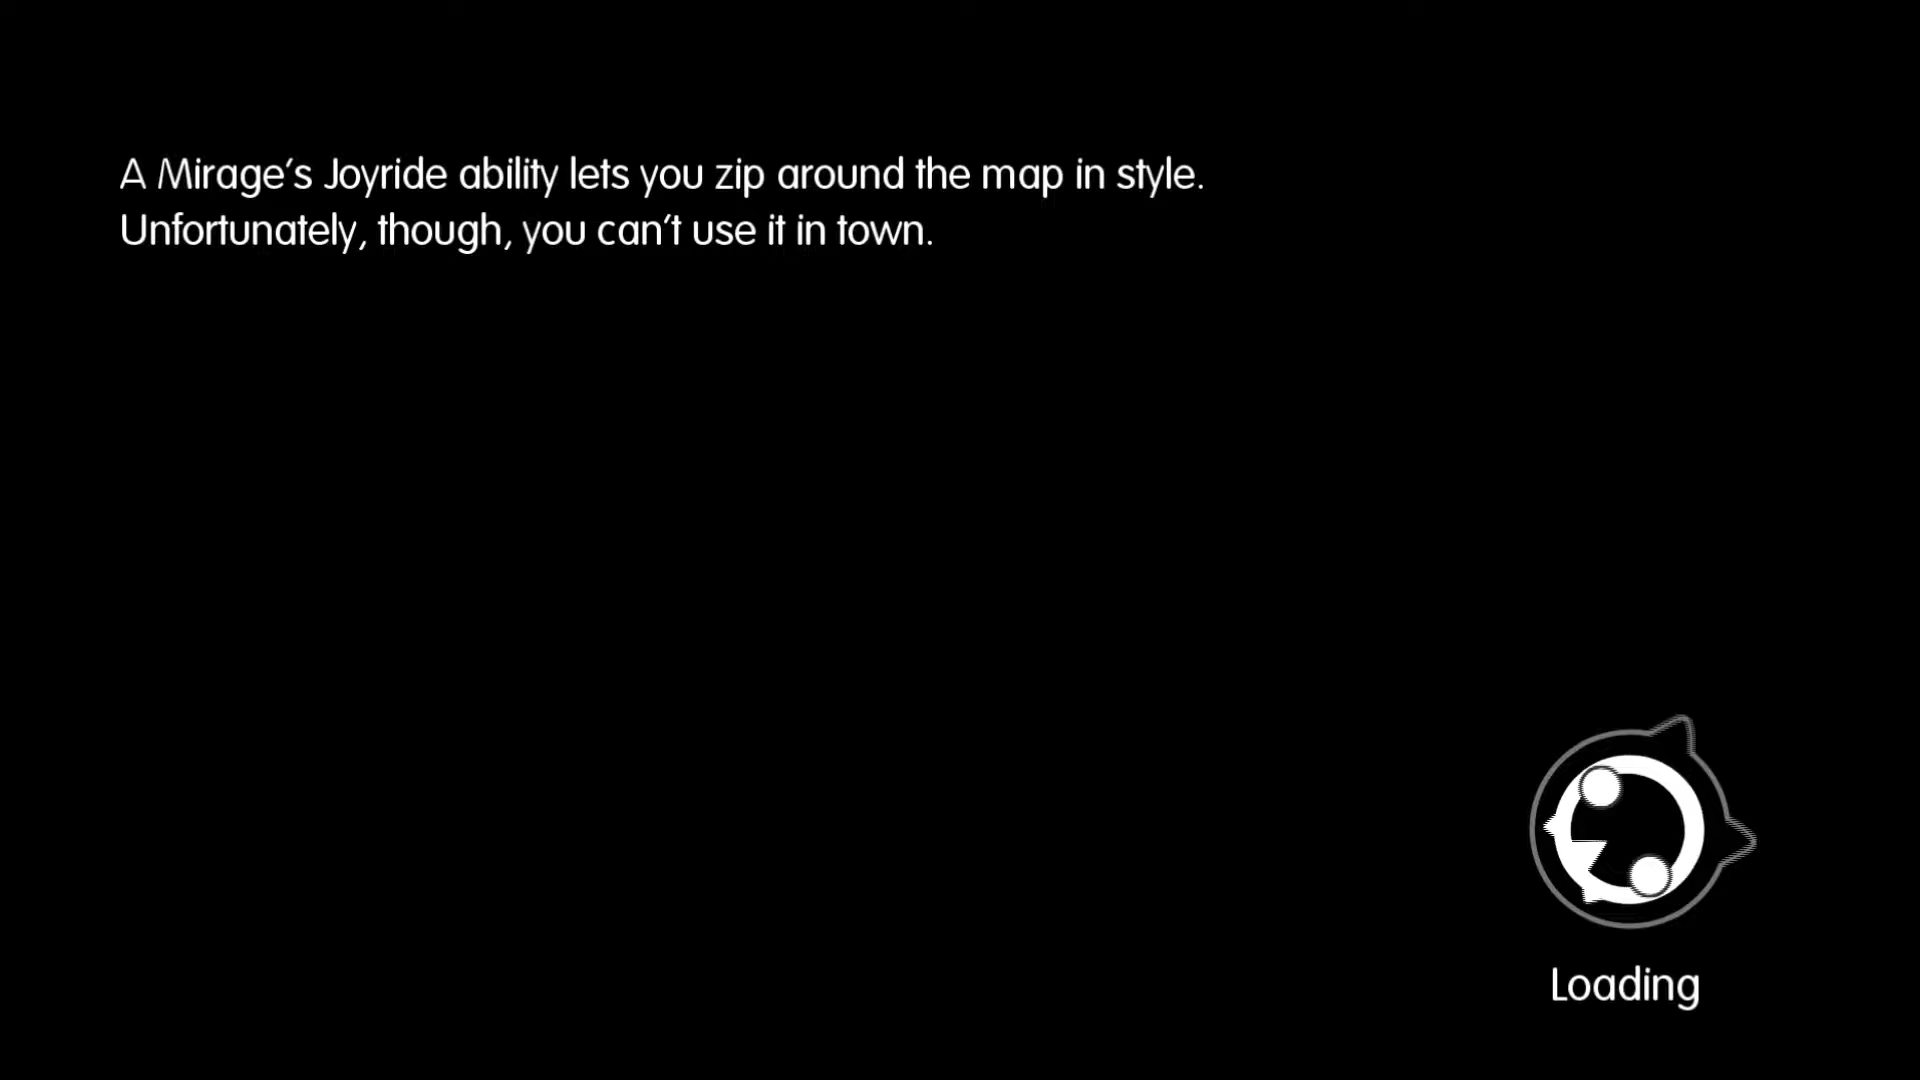 A Mirage's Joyride ability lets you zip around the map in style.
Unfortunately, though, you can't use it in town.
Loading